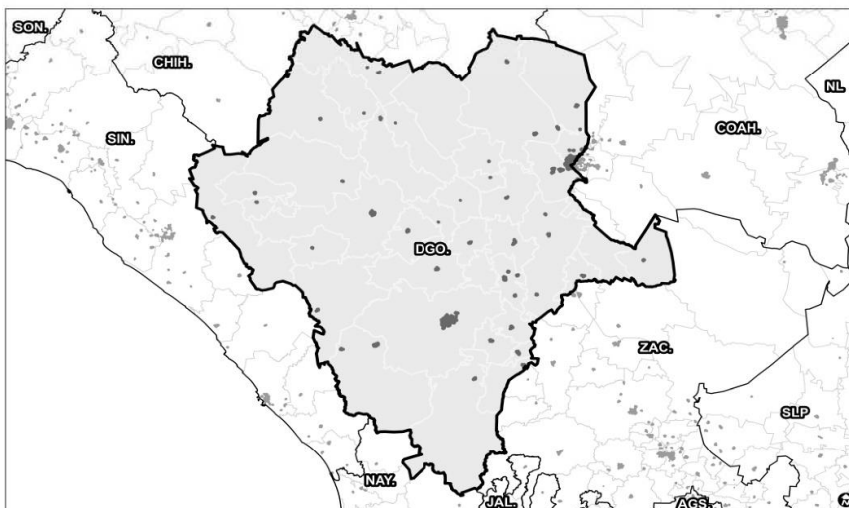 SON.
CHIH.
NL
COAH.
SIN.
DGO.
ZAC.
SLP
NAY.
JAL.
AGS.